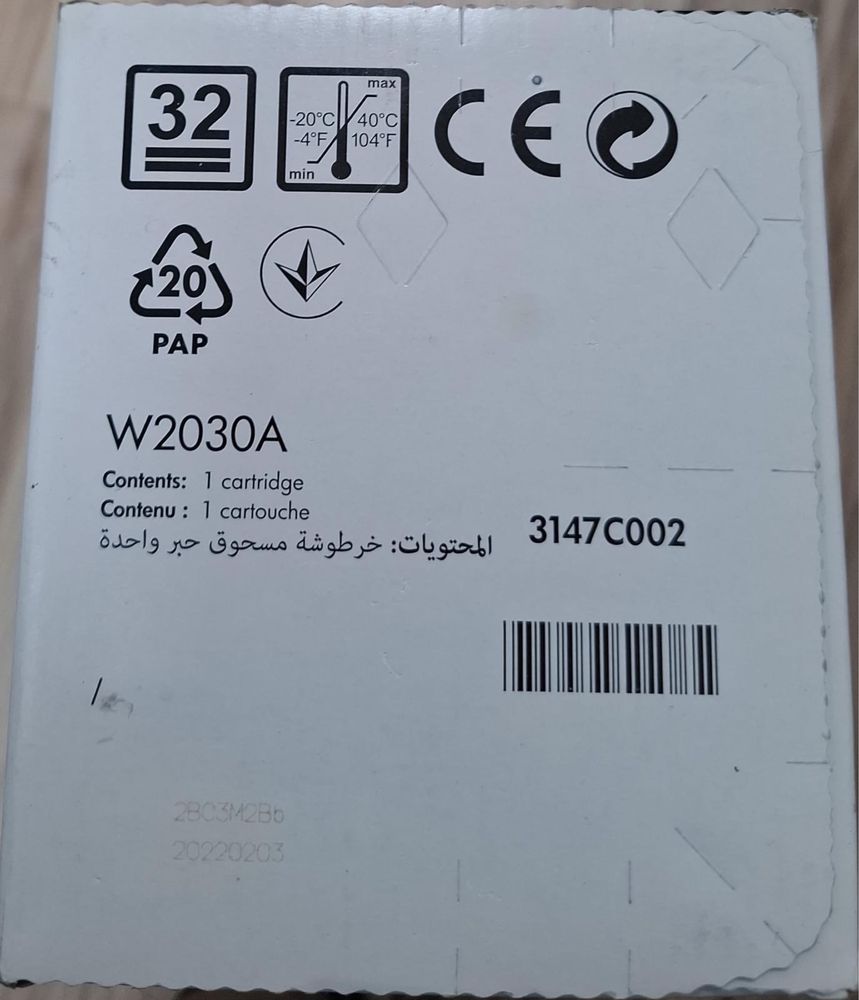 32
max
-20°C 40°C
-4°F 104°F
min
CE
20
PAP
W2030A
Contents: 1 cartridge
Contenu : 1 cartouche
المحتويات: خرطوشة مسحوق حبر واحدة
3147C002
2BC3M2Bb
20220203